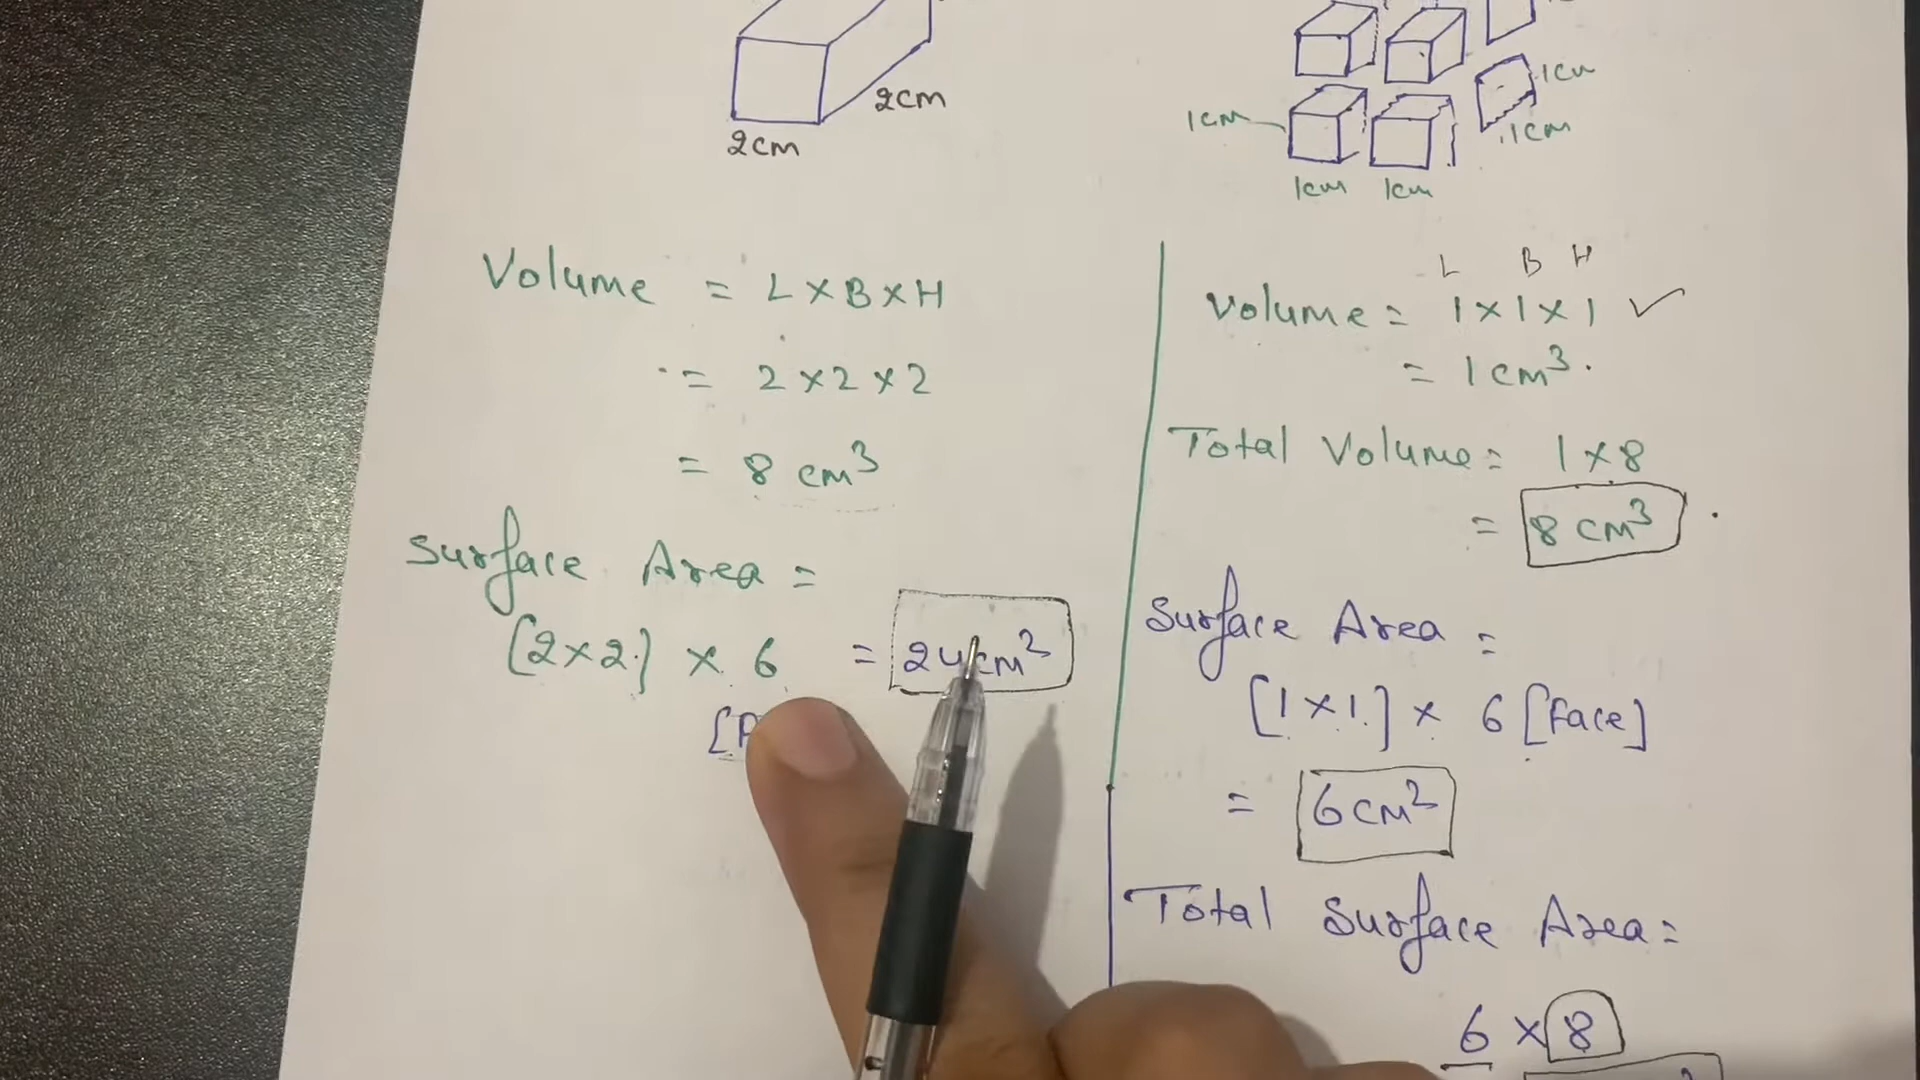 2cm
2cm
1cm
1cm
1cm
1cm 1cm
Volume = L×B×H
= 2×2×2
= 8 cm³
Surface Area =
[2×2] × 6 = 24cm²
L B H
Volume = 1×1×1 ✓
= 1cm³.
Total Volume = 1×8
= 8 cm³
Surface Area =
[1×1] × 6 [Face]
= 6cm²
Total Surface Area =
6 × 8